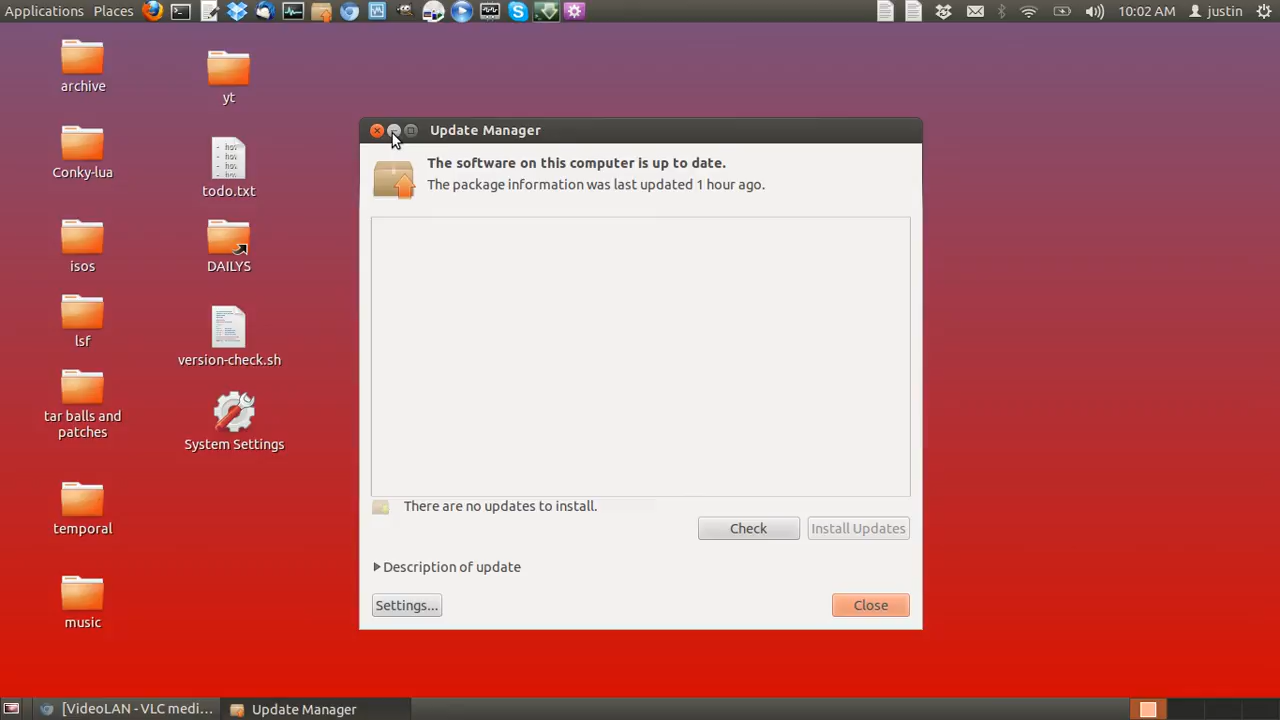 Applications Places 10:02 AM justin
archive
yt
Conky-lua
todo.txt
isos
DAILYS
lsf
version-check.sh
tar balls and
patches
System Settings
temporal
music
Update Manager
The software on this computer is up to date.
The package information was last updated 1 hour ago.
There are no updates to install.
Check Install Updates
Description of update
Settings... Close
[VideoLAN - VLC medi... Update Manager